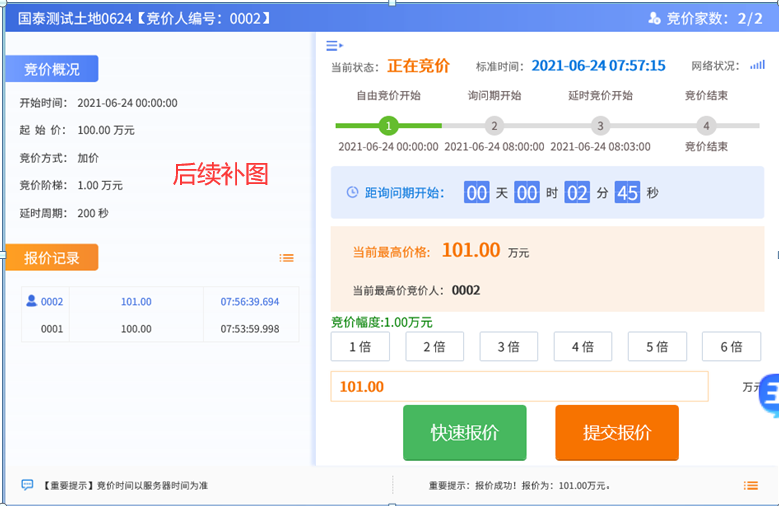 国泰测试土地0624【竞价人编号：0002】
竞价家数：2/2
竞价概况
开始时间： 2021-06-24 00:00:00
起 始 价： 100.00 万元
竞价方式： 加价
竞价阶梯： 1.00 万元
延时周期： 200 秒
后续补图
报价记录
0002 101.00 07:56:39.694
0001 100.00 07:53:59.998
当前状态： 正在竞价 标准时间： 2021-06-24 07:57:15 网络状况：
自由竞价开始 询问期开始 延时竞价开始 竞价结束
1 2 3 4
2021-06-24 00:00:00 2021-06-24 08:00:00 2021-06-24 08:03:00 竞价结束
距询问期开始： 00 天 00 时 02 分 45 秒
当前最高价格: 101.00 万元
当前最高价竞价人： 0002
竞价幅度:1.00万元
1 倍 2 倍 3 倍 4 倍 5 倍 6 倍
101.00 万元
快速报价 提交报价
【重要提示】竞价时间以服务器时间为准
重要提示：报价成功！报价为：101.00万元。